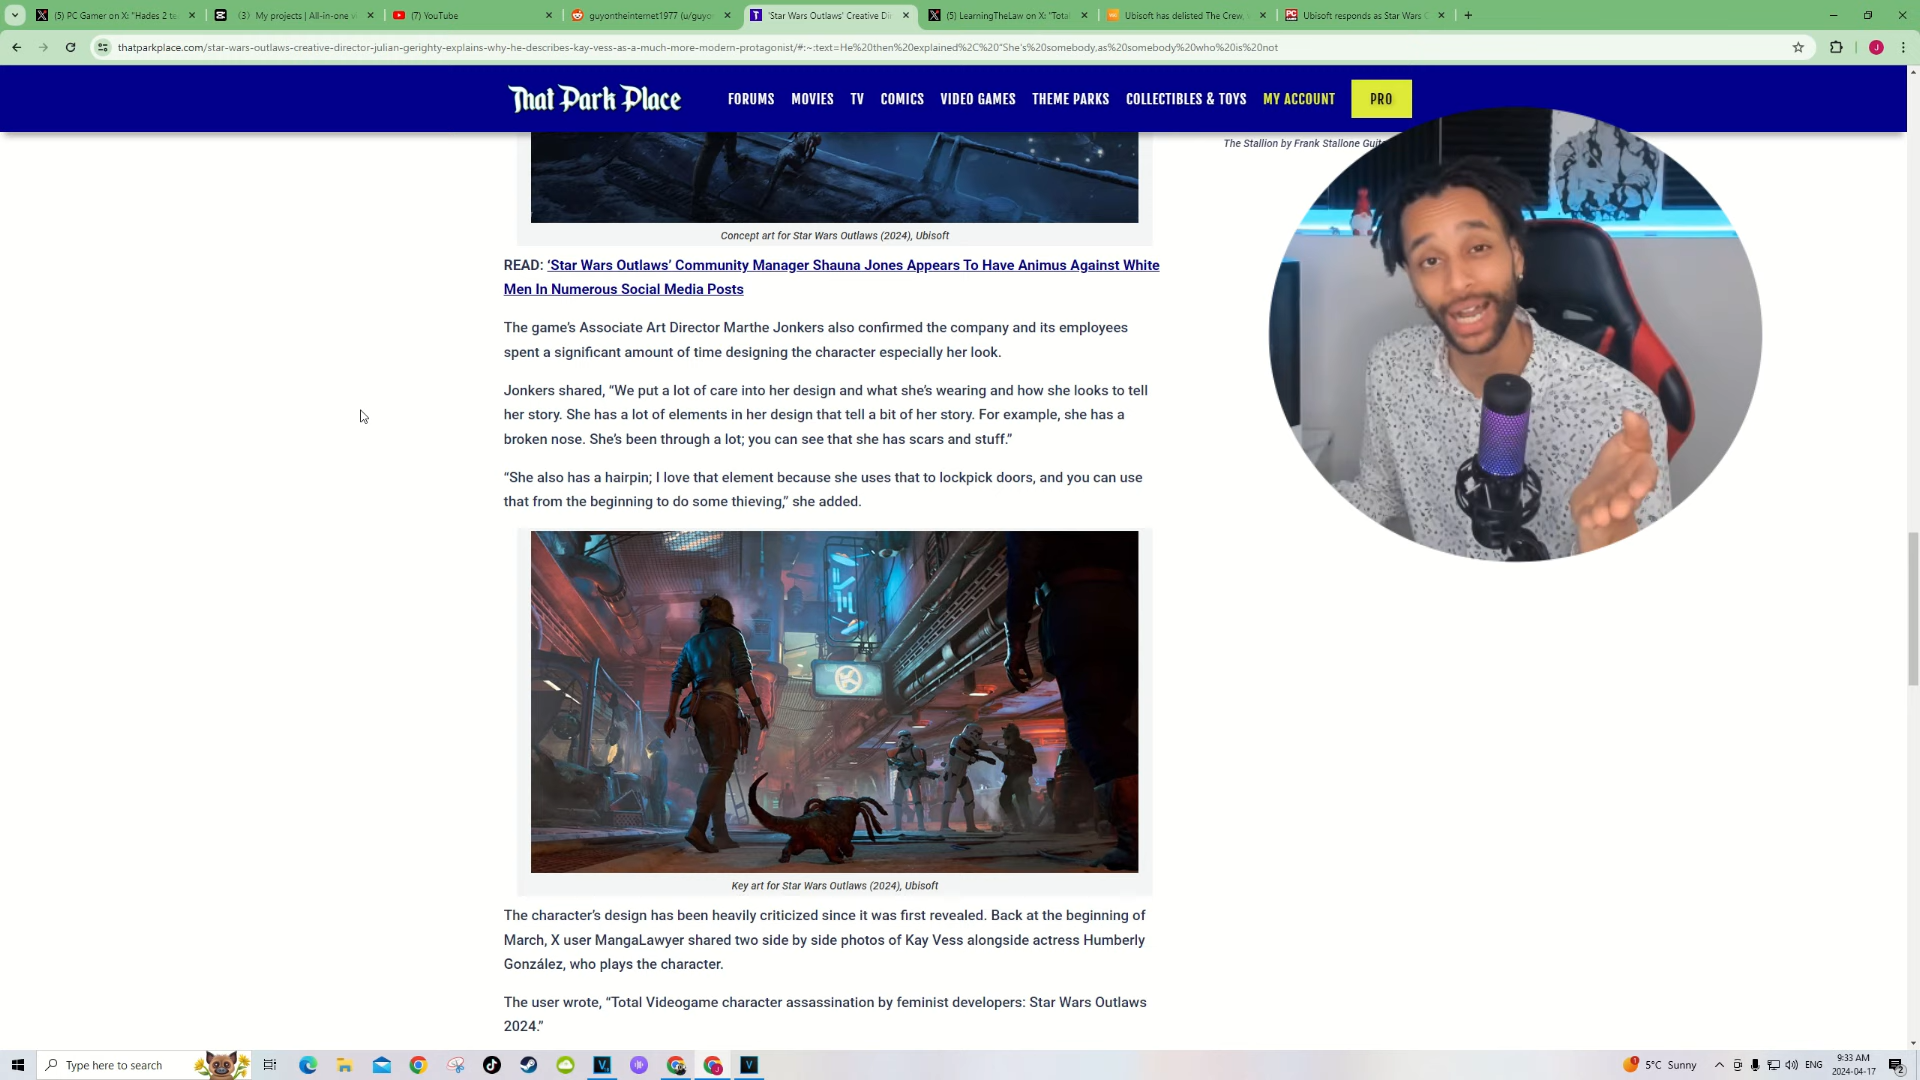 (5) PC Gamer on X: "Hades 2 te
(3) My projects | All-in-one vi
(7) YouTube
guyontheinternet1977 (u/guyon
'Star Wars Outlaws' Creative Dir
(5) LearningTheLaw on X: "Total
Ubisoft has delisted The Crew,
Ubisoft responds as Star Wars
thatparkplace.com/star-wars-outlaws-creative-director-julian-gerighty-explains-why-he-describes-kay-vess-as-a-much-more-modern-protagonist/#:~:text=He%20then%20explained%2C%20"She's%20somebody,as%20somebody%20who%20is%20not
J
That Park Place
FORUMS MOVIES TV COMICS VIDEO GAMES THEME PARKS COLLECTIBLES & TOYS MY ACCOUNT PRO
The Stallion by Frank Stallone Guita
Concept art for Star Wars Outlaws (2024), Ubisoft
READ: ‘Star Wars Outlaws’ Community Manager Shauna Jones Appears To Have Animus Against White
Men In Numerous Social Media Posts
The game’s Associate Art Director Marthe Jonkers also confirmed the company and its employees
spent a significant amount of time designing the character especially her look.
Jonkers shared, “We put a lot of care into her design and what she’s wearing and how she looks to tell
her story. She has a lot of elements in her design that tell a bit of her story. For example, she has a
broken nose. She’s been through a lot; you can see that she has scars and stuff.”
“She also has a hairpin; I love that element because she uses that to lockpick doors, and you can use
that from the beginning to do some thieving,” she added.
Key art for Star Wars Outlaws (2024), Ubisoft
The character’s design has been heavily criticized since it was first revealed. Back at the beginning of
March, X user MangaLawyer shared two side by side photos of Kay Vess alongside actress Humberly
González, who plays the character.
The user wrote, “Total Videogame character assassination by feminist developers: Star Wars Outlaws
2024.”
Type here to search
5°C Sunny
ENG
9:33 AM
2024-04-17
2